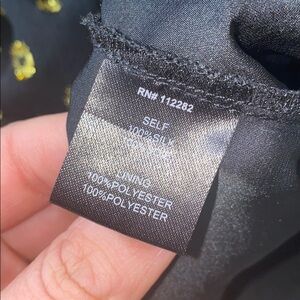 RN# 112282
SELF
100%SILK
LINING
100%POLYESTER
100%POLYESTER